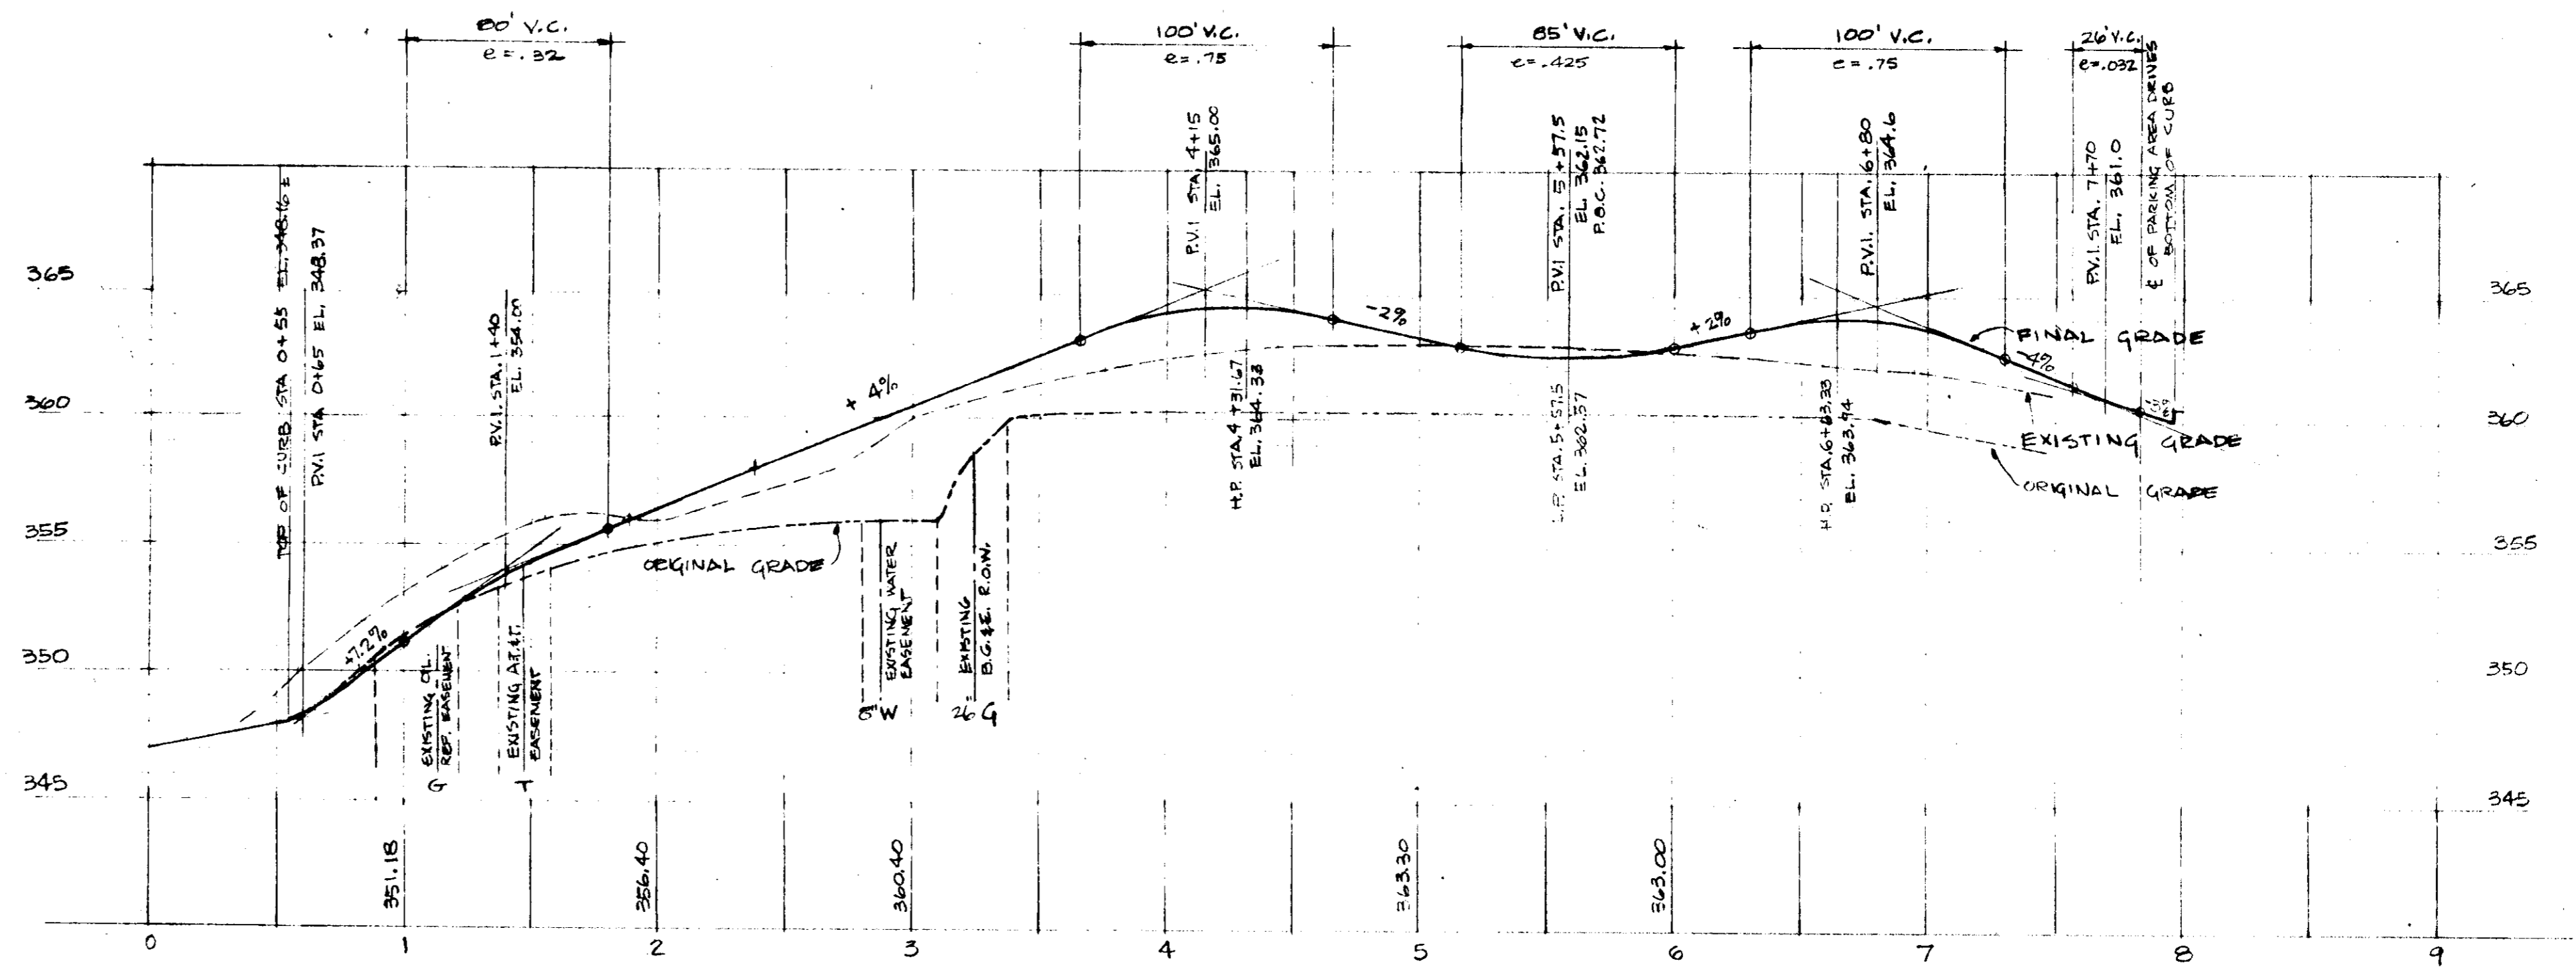 80' V.C.
e=.32
100' V.C.
e=.75
85' V.C.
e=.425
100' V.C.
e=.75
26' V.C.
e=.032
TOP OF CURB STA 0+55 EL. 348.16 ±
P.V.I STA 0+65 EL. 348.37
P.V.I. STA. 1+40
EL. 354.00
P.V.I STA. 4+15
EL. 365.00
P.V.I STA. 5+57.5
EL. 362.15
P.O.C. 362.72
P.V.I. STA. 6+80
EL. 364.6
P.V.I. STA. 7+70
EL. 361.0
℄ OF PARKING AREA DRIVES
BOTTOM OF CURB
365
365
360
360
355
355
350
350
345
345
+7.2%
+ 4%
-2%
+2%
-4%
FINAL GRADE
EXISTING GRADE
ORIGINAL GRADE
ORIGINAL GRADE
H.P. STA. 4+31.67
EL. 364.33
L.P. STA. 5+57.5
EL. 362.57
H.P. STA. 6+63.33
EL. 363.94
EXISTING OIL
REF. EASEMENT
G
EXISTING A.T.&T.
EASEMENT
T
EXISTING WATER
EASEMENT
8" W
EXISTING
B.G.&E. R.O.W.
26 G
351.18
356.40
360.40
363.30
363.00
0
1
2
3
4
5
6
7
8
9